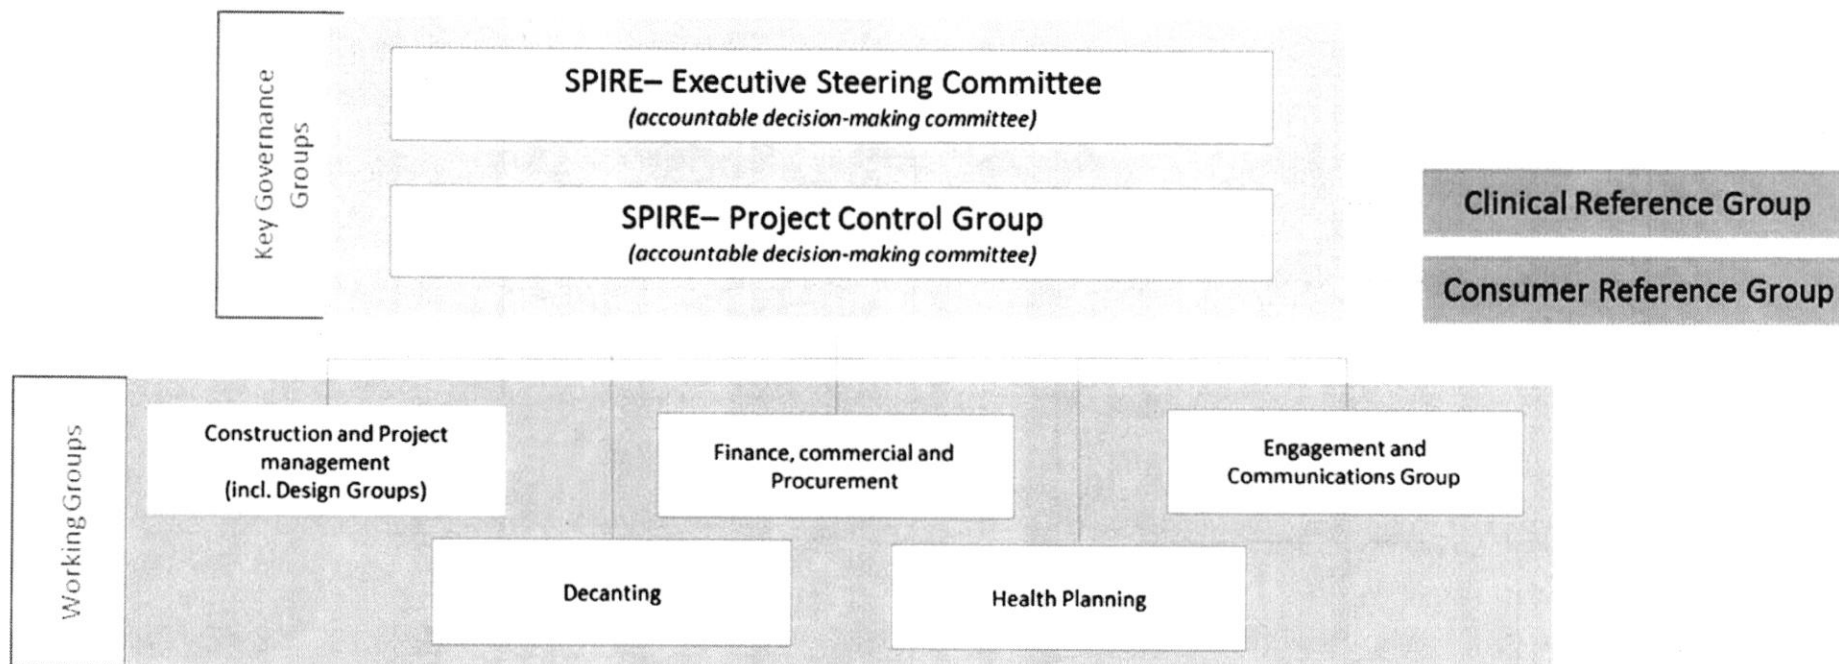 Key Governance
Groups
SPIRE– Executive Steering Committee
(accountable decision-making committee)
SPIRE– Project Control Group
(accountable decision-making committee)
Clinical Reference Group
Consumer Reference Group
Working Groups
Construction and Project
management
(incl. Design Groups)
Finance, commercial and
Procurement
Engagement and
Communications Group
Decanting
Health Planning